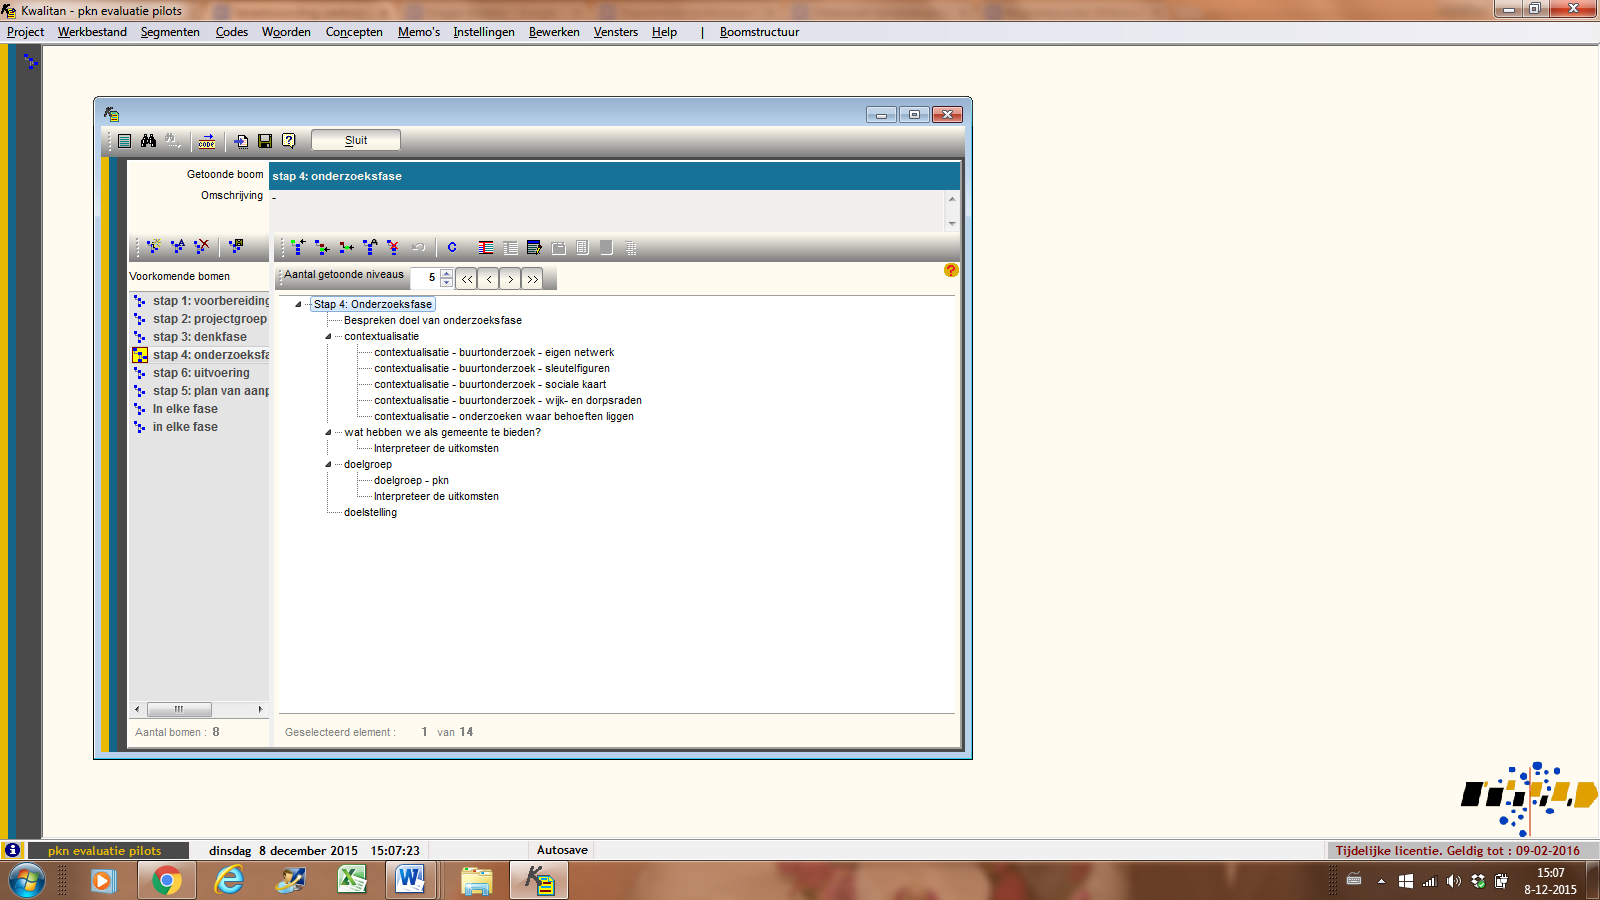 Kwalitan - pkn evaluatie pilots
Project Werkbestand Segmenten Codes Woorden Concepten Memo's Instellingen Bewerken Vensters Help | Boomstructuur
code
Sluit
Getoonde boom stap 4: onderzoeksfase
Omschrijving -
Voorkomende bomen
Aantal getoonde niveaus 5 << < > >>
stap 1: voorbereiding
stap 2: projectgroep
stap 3: denkfase
stap 4: onderzoeksfa
stap 6: uitvoering
stap 5: plan van aanp
In elke fase
in elke fase
Stap 4: Onderzoeksfase
Bespreken doel van onderzoeksfase
contextualisatie
contextualisatie - buurtonderzoek - eigen netwerk
contextualisatie - buurtonderzoek - sleutelfiguren
contextualisatie - buurtonderzoek - sociale kaart
contextualisatie - buurtonderzoek - wijk- en dorpsraden
contextualisatie - onderzoeken waar behoeften liggen
wat hebben we als gemeente te bieden?
Interpreteer de uitkomsten
doelgroep
doelgroep - pkn
Interpreteer de uitkomsten
doelstelling
Aantal bomen : 8
Geselecteerd element : 1 van 14
pkn evaluatie pilots dinsdag 8 december 2015 15:07:23 Autosave Tijdelijke licentie. Geldig tot : 09-02-2016
15:07
8-12-2015